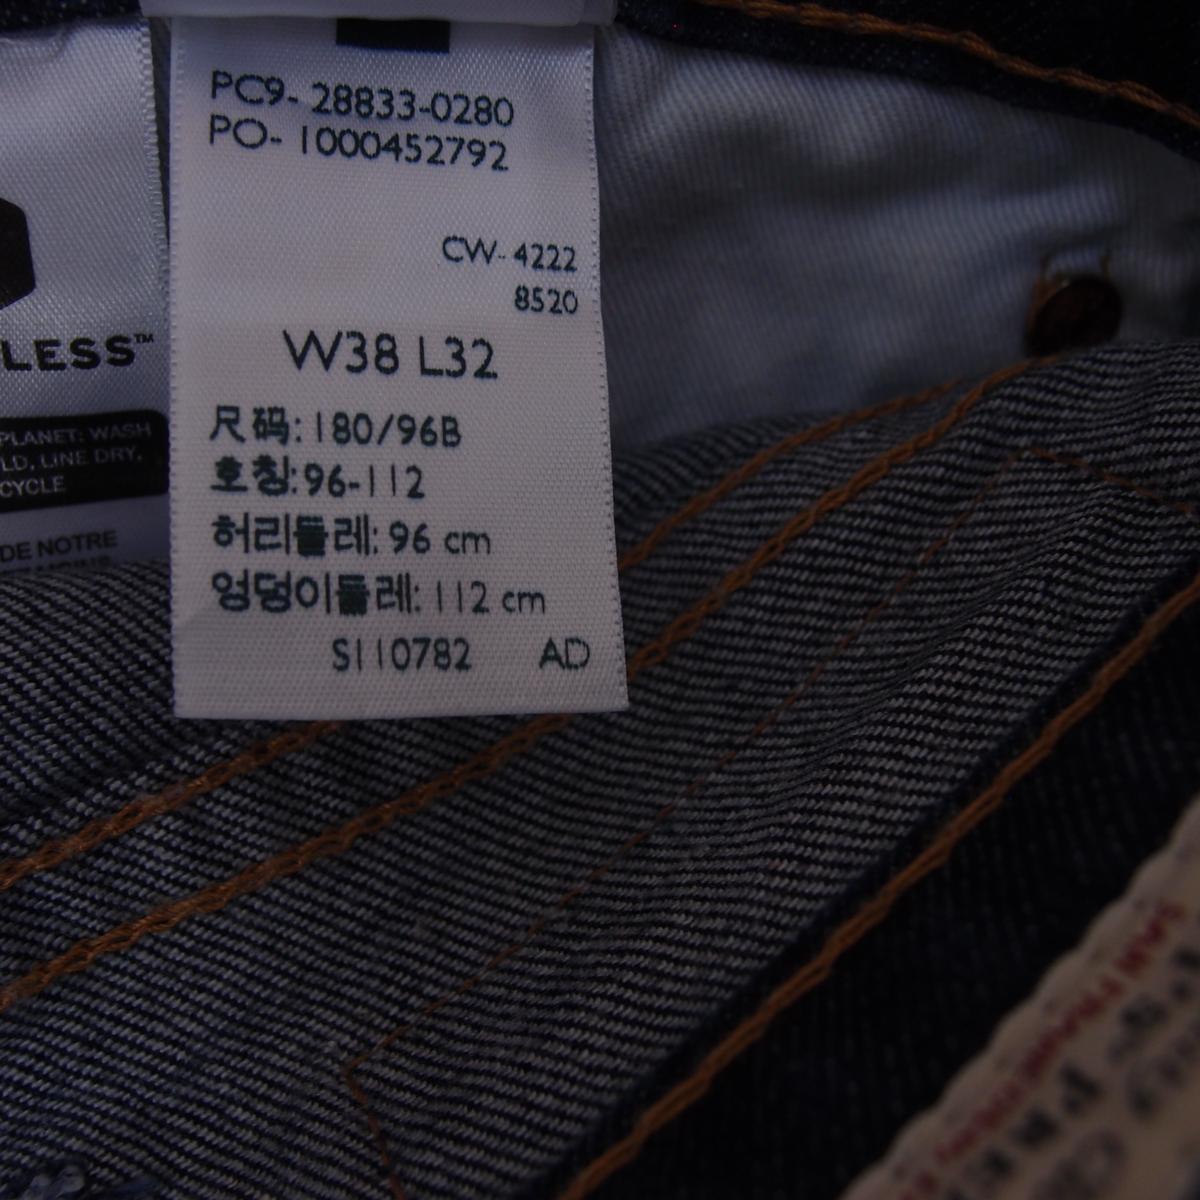 PC9- 28833-0280
PO- 1000452792
CW- 4222
8520
W38 L32
尺码: 180/96B
호칭: 96-112
허리둘레: 96 cm
엉덩이둘레: 112 cm
S110782 AD
LESS™
PLANET: WASH
LD, LINE DRY,
CYCLE
DE NOTRE
SAN FRANCISCO